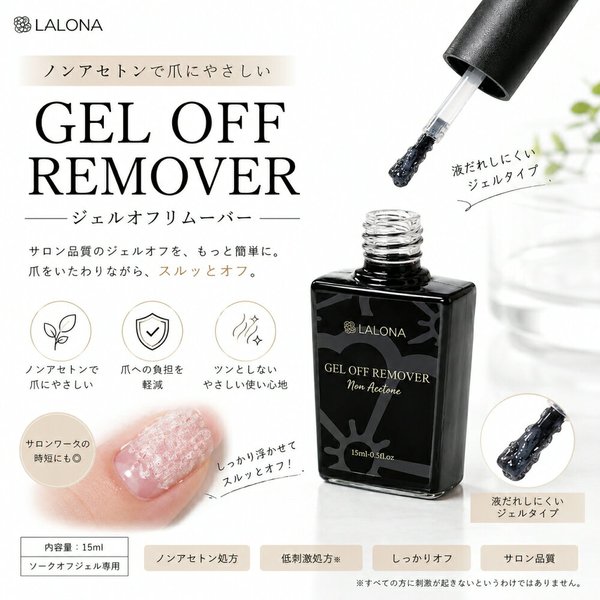 LALONA
ノンアセトンで爪にやさしい
GEL OFF
REMOVER
ジェルオフリムーバー
サロン品質のジェルオフを、もっと簡単に。
爪をいたわりながら、スルッとオフ。
ノンアセトンで
爪にやさしい
爪への負担を
軽減
ツンとしない
やさしい使い心地
液だれしにくい
ジェルタイプ
LALONA
GEL OFF REMOVER
Non Acetone
15ml-0.5fl.oz
サロンワークの
時短にも◎
しっかり浮かせて
スルッとオフ！
液だれしにくい
ジェルタイプ
内容量：15ml
ソークオフジェル専用
ノンアセトン処方
低刺激処方※
しっかりオフ
サロン品質
※すべての方に刺激が起きないというわけではありません。